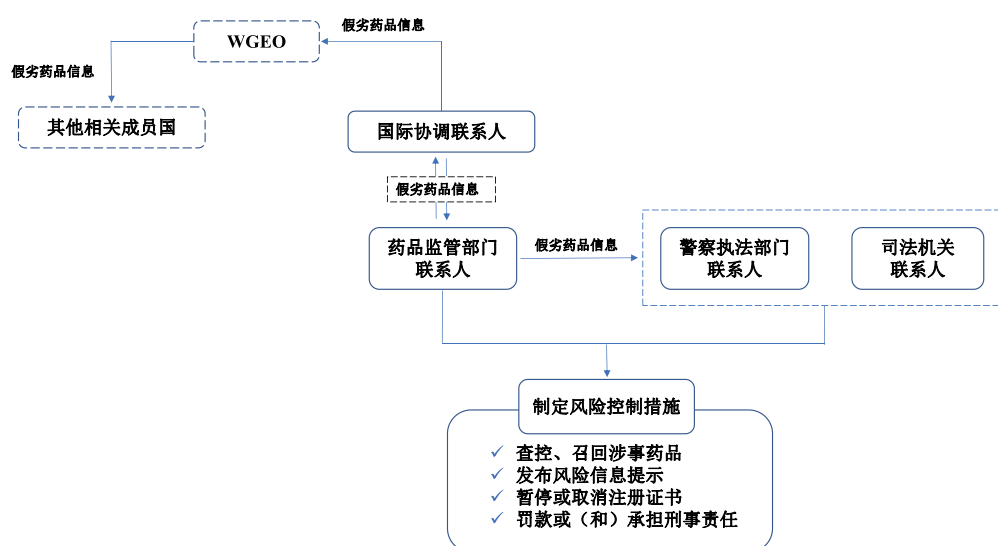 假劣药品信息
WGEO
假劣药品信息
其他相关成员国
国际协调联系人
假劣药品信息
药品监管部门
联系人
假劣药品信息
警察执法部门
联系人
司法机关
联系人
制定风险控制措施
✓ 查控、召回涉事药品
✓ 发布风险信息提示
✓ 暂停或取消注册证书
✓ 罚款或（和）承担刑事责任